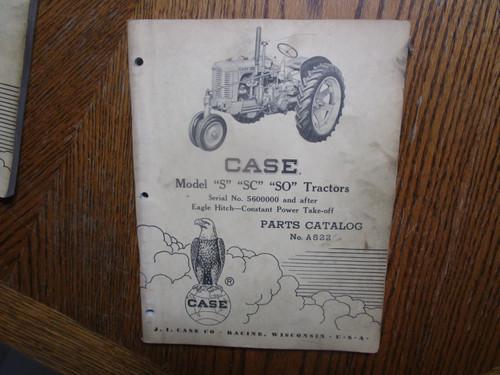 CASE
Model "S" "SC" "SO" Tractors
Serial No. 5600000 and after
Eagle Hitch—Constant Power Take-off
PARTS CATALOG
No. A622
CASE
®
J. I. CASE CO - RACINE, WISCONSIN - U-S-A-